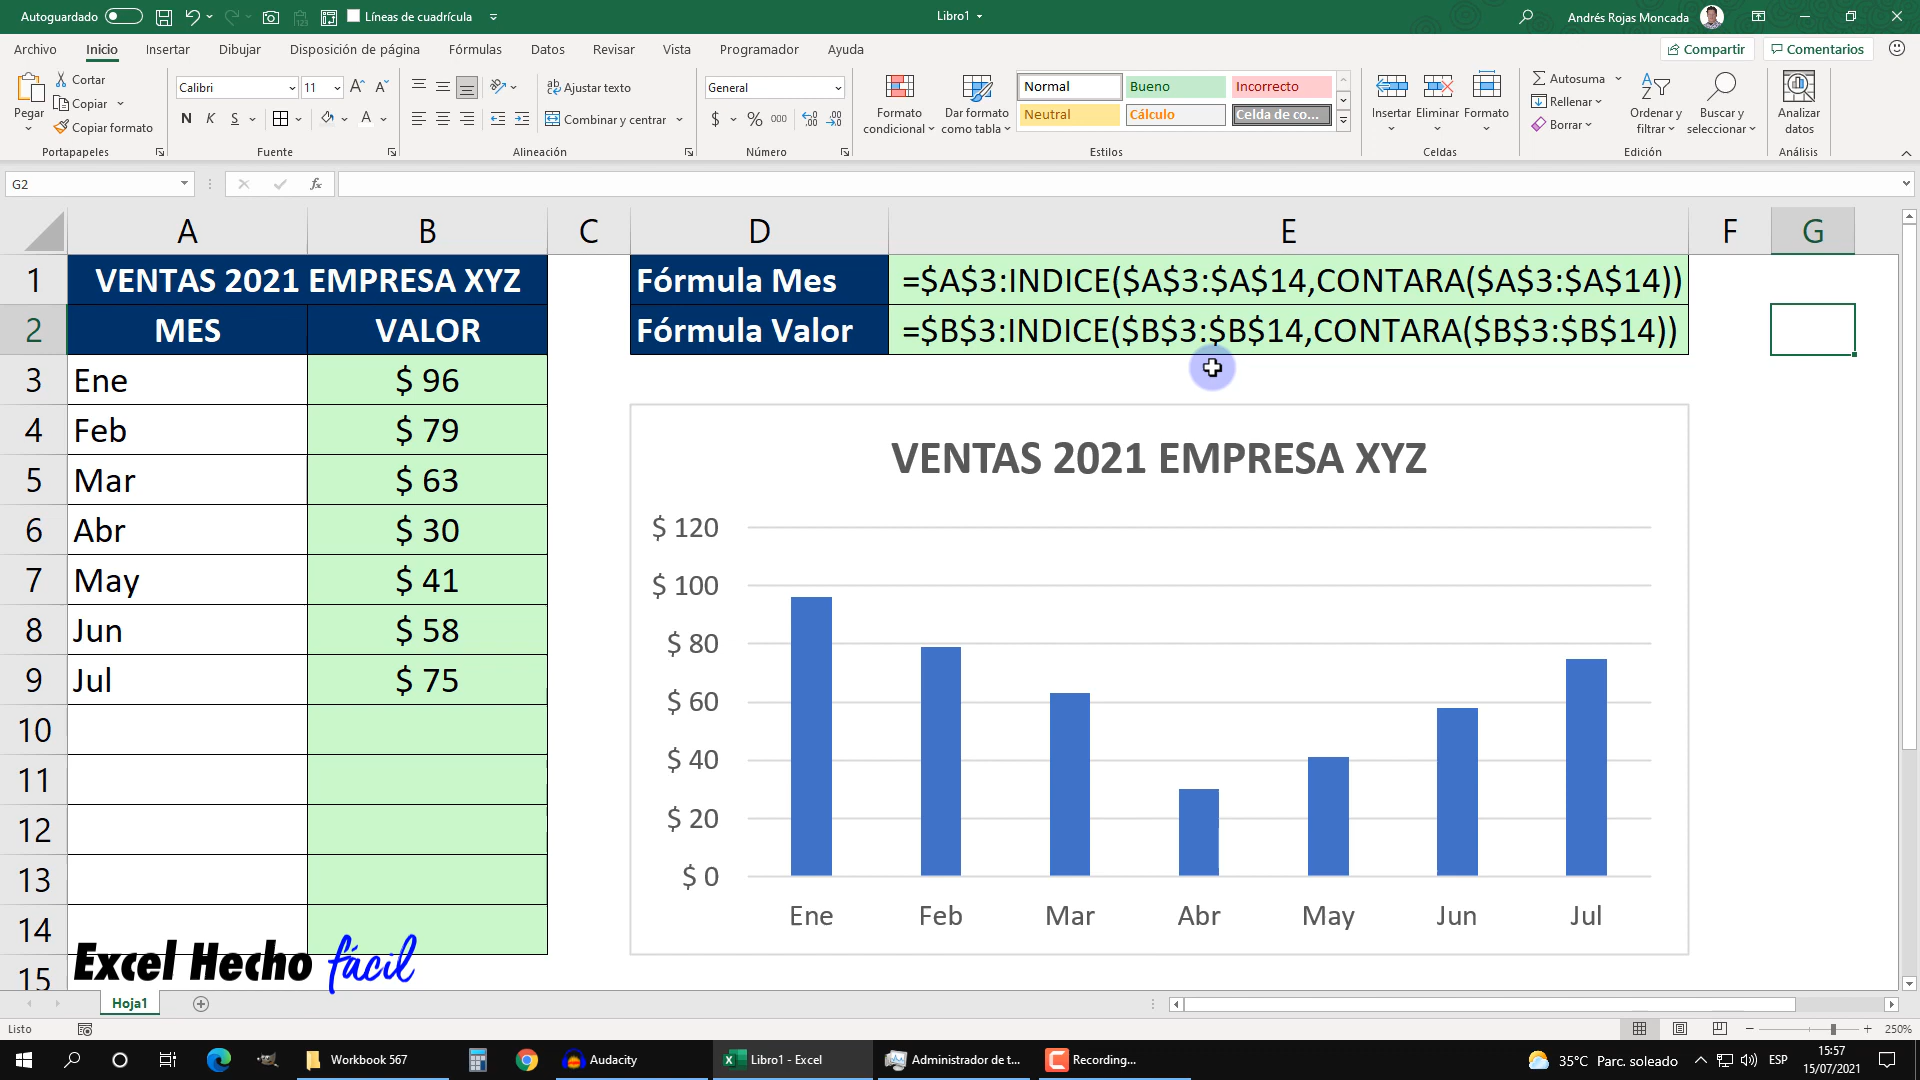 Autoguardado
Líneas de cuadrícula
Libro1
Andrés Rojas Moncada
Archivo Inicio Insertar Dibujar Disposición de página Fórmulas Datos Revisar Vista Programador Ayuda
Compartir
Comentarios
Pegar
Cortar
Copiar
Copiar formato
Portapapeles
Calibri
11
N K S
Fuente
Ajustar texto
Combinar y centrar
Alineación
General
$ % 000
Número
Formato condicional
Dar formato como tabla
Normal
Bueno
Incorrecto
Neutral
Cálculo
Celda de co...
Estilos
Insertar
Eliminar
Formato
Celdas
Autosuma
Rellenar
Borrar
Ordenar y filtrar
Buscar y seleccionar
Edición
Analizar datos
Análisis
G2
fx
A B C D E F G
1 VENTAS 2021 EMPRESA XYZ Fórmula Mes =$A$3:INDICE($A$3:$A$14,CONTARA($A$3:$A$14))
2 MES VALOR Fórmula Valor =$B$3:INDICE($B$3:$B$14,CONTARA($B$3:$B$14))
3 Ene $ 96
4 Feb $ 79
5 Mar $ 63
6 Abr $ 30
7 May $ 41
8 Jun $ 58
9 Jul $ 75
10
11
12
13
14
15
VENTAS 2021 EMPRESA XYZ
$ 120
$ 100
$ 80
$ 60
$ 40
$ 20
$ 0
Ene Feb Mar Abr May Jun Jul
Excel Hecho fácil
Hoja1
Listo
250%
Workbook 567
Audacity
Libro1 - Excel
Administrador de t...
Recording...
35°C Parc. soleado
ESP
15:57
15/07/2021